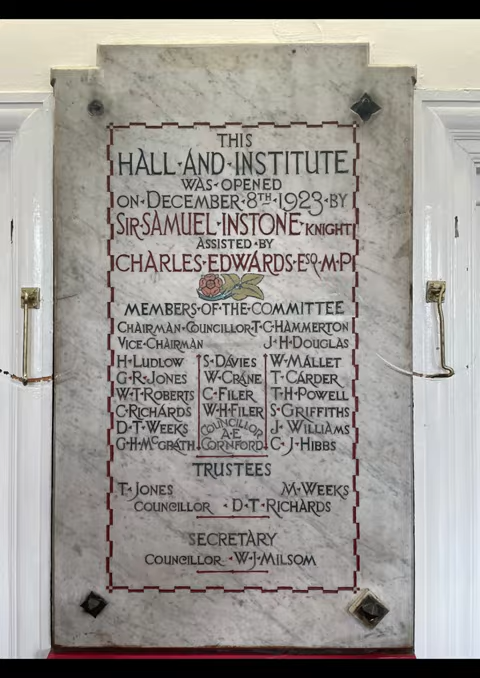 THIS
HALL·AND·INSTITUTE
WAS·OPENED
ON·DECEMBER·8TH·1923·BY
SIR·SAMUEL·INSTONE·KNIGHT
ASSISTED·BY
CHARLES·EDWARDS·ESQ·M·P
MEMBERS·OF·THE·COMMITTEE
CHAIRMAN·COUNCILLOR·T·G·HAMMERTON
VICE-CHAIRMAN J·H·DOUGLAS
H·LUDLOW S·DAVIES W·MALLET
G·R·JONES W·CRANE T·CARDER
W·T·ROBERTS C·FILER T·H·POWELL
C·RICHARDS W·H·FILER S·GRIFFITHS
D·T·WEEKS COUNCILLOR J·WILLIAMS
A·E
G·H·MCGRATH CORNFORD C·J·HIBBS
TRUSTEES
T·JONES M·WEEKS
COUNCILLOR·D·T·RICHARDS
SECRETARY
COUNCILLOR·W·J·MILSOM